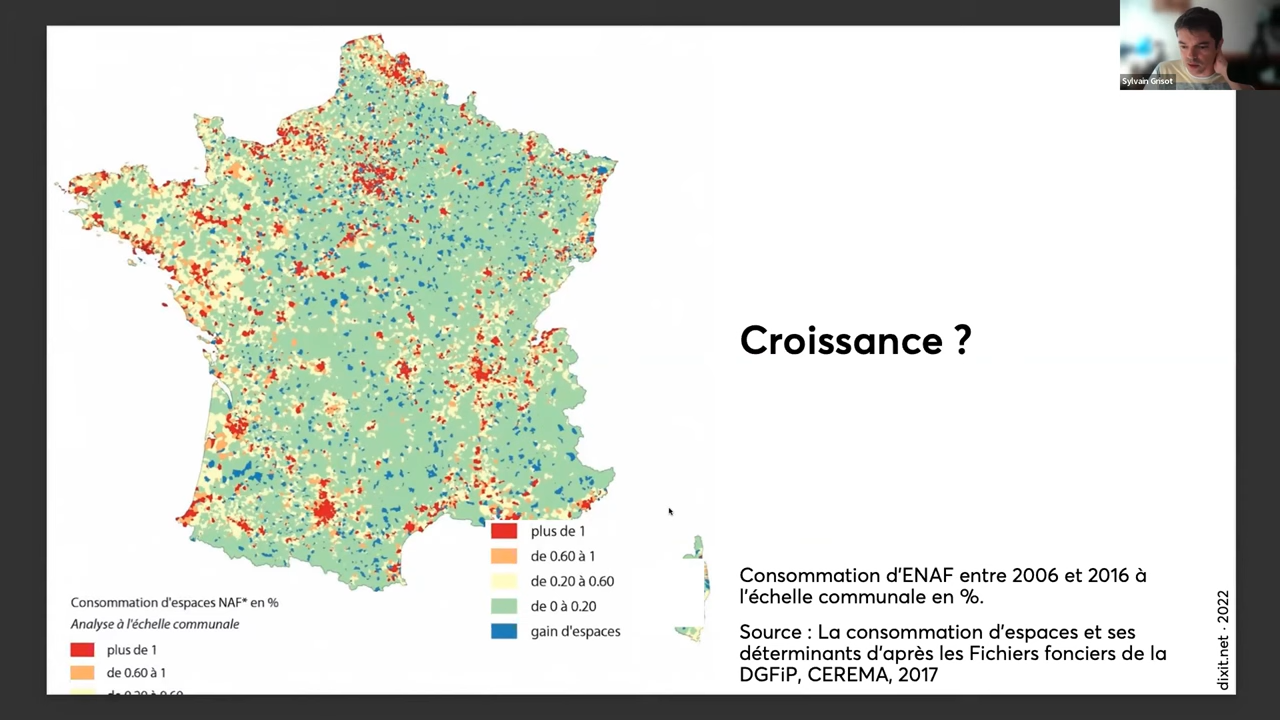 Sylvain Grisot
Croissance ?
plus de 1
de 0.60 à 1
de 0.20 à 0.60
de 0 à 0.20
gain d'espaces
Consommation d'espaces NAF* en %
Analyse à l'échelle communale
plus de 1
de 0.60 à 1
Consommation d'ENAF entre 2006 et 2016 à
l'échelle communale en %.
Source : La consommation d'espaces et ses
déterminants d'après les Fichiers fonciers de la
DGFiP, CEREMA, 2017
dixit.net · 2022